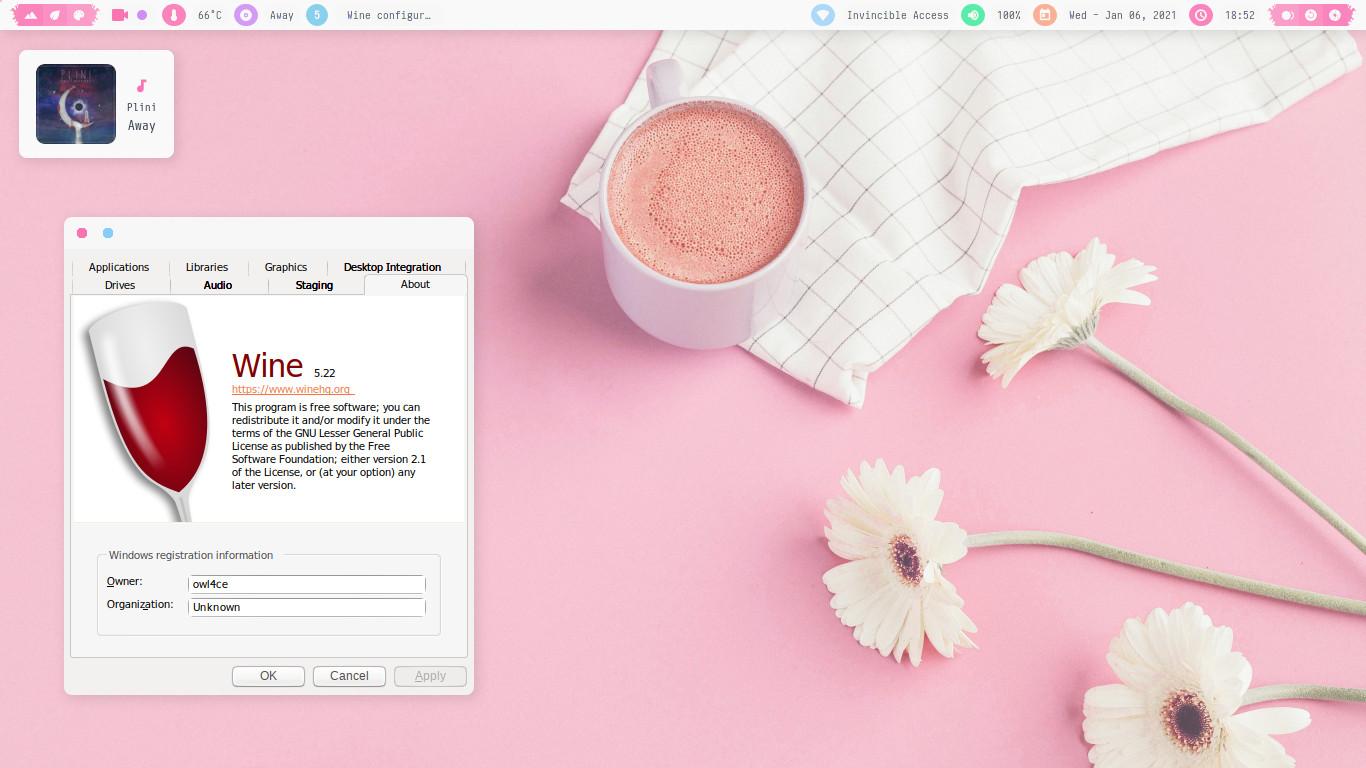 66°C Away 5 Wine configur… Invincible Access 100% Wed - Jan 06, 2021 18:52
PLINI
Plini
Away
Applications Libraries Graphics Desktop Integration
Drives Audio Staging About
Wine 5.22
https://www.winehq.org
This program is free software; you can
redistribute it and/or modify it under the
terms of the GNU Lesser General Public
License as published by the Free
Software Foundation; either version 2.1
of the License, or (at your option) any
later version.
Windows registration information
Owner: owl4ce
Organization: Unknown
OK Cancel Apply